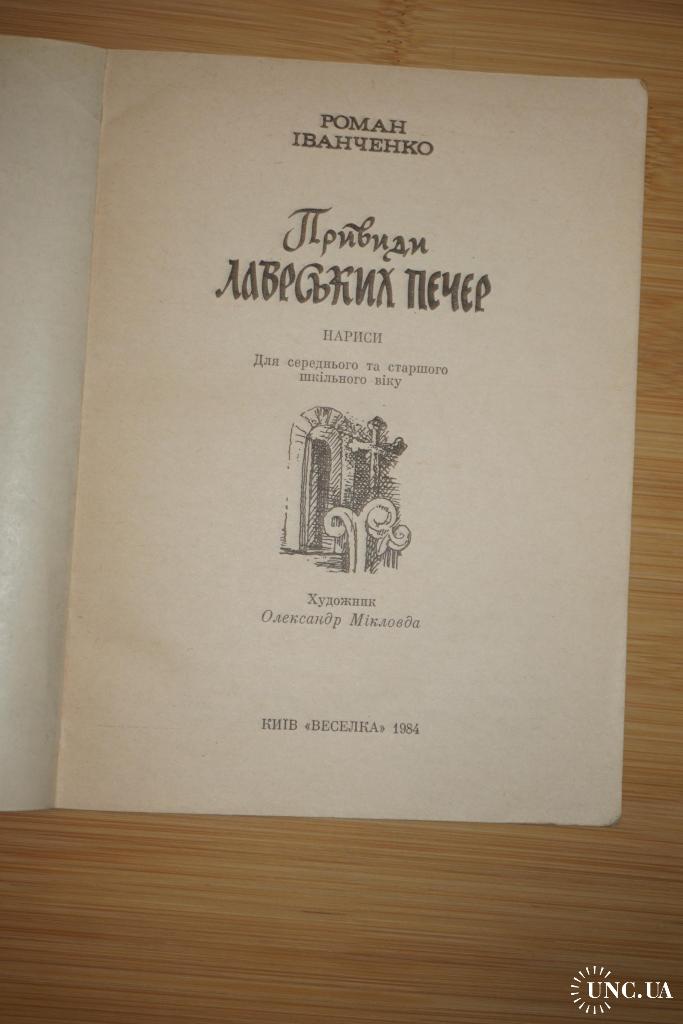 РОМАН
ІВАНЧЕНКО
Привиди
ЛАВРСЬКИХ ПЕЧЕР
НАРИСИ
Для середнього та старшого
шкільного віку
Художник
Олександр Мікловда
КИЇВ «ВЕСЕЛКА» 1984
UNC.UA